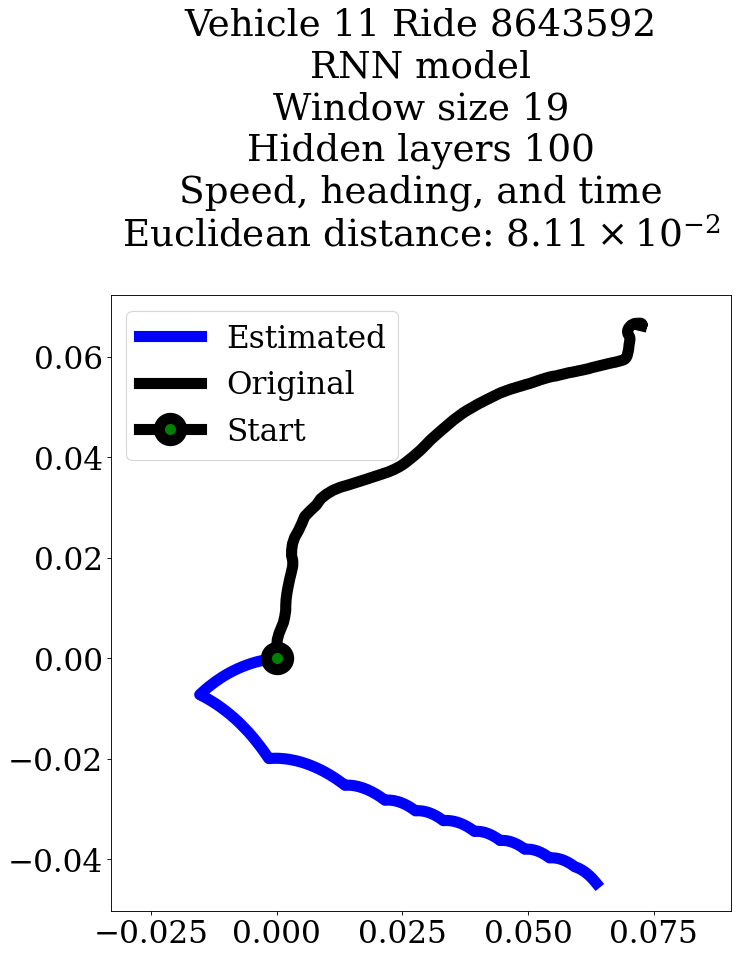 Vehicle 11 Ride 8643592
RNN model
Window size 19
Hidden layers 100
Speed, heading, and time
Euclidean distance: 8.11 × 10⁻²
Estimated
Original
Start
0.06
0.04
0.02
0.00
−0.02
−0.04
−0.025 0.000 0.025 0.050 0.075